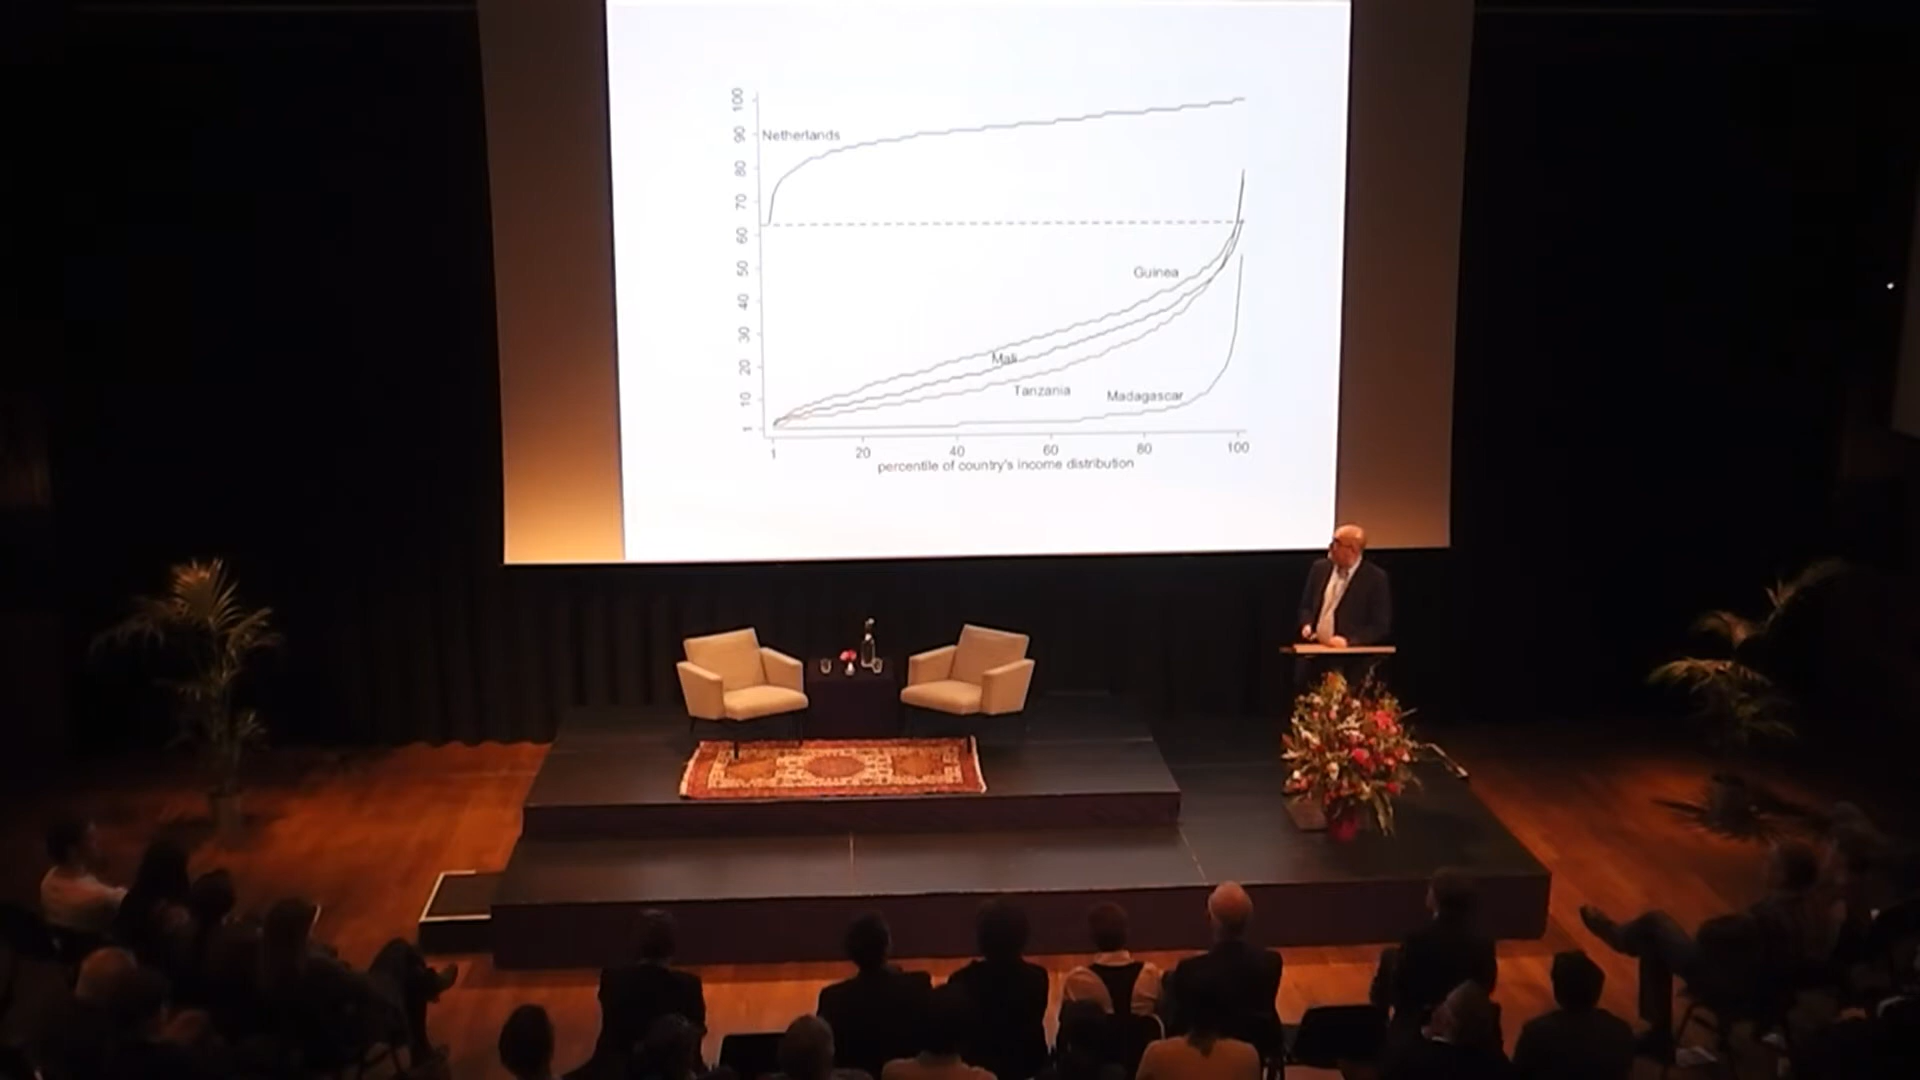 100
90
Netherlands
80
70
60
50
Guinea
40
30
Mali
20
Tanzania
Madagascar
10
1
1 20 40 60 80 100
percentile of country's income distribution